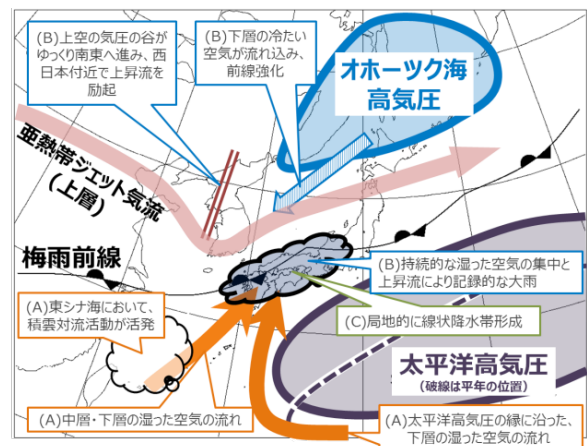 (B)上空の気圧の谷が
ゆっくり南東へ進み、西
日本付近で上昇流を
励起
(B)下層の冷たい
空気が流れ込み、
前線強化
オホーツク海
高気圧
亜熱帯ジェット気流
(上層)
梅雨前線
(A)東シナ海において、
積雲対流活動が活発
(B)持続的な湿った空気の集中と
上昇流により記録的な大雨
(C)局地的に線状降水帯形成
太平洋高気圧
(破線は平年の位置)
(A)中層・下層の湿った空気の流れ
(A)太平洋高気圧の縁に沿った、
下層の湿った空気の流れ